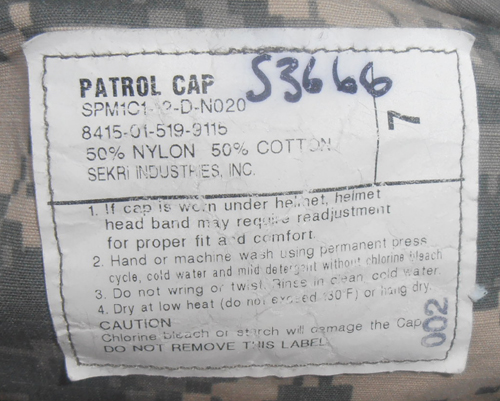 PATROL CAP
S3666
SPM1C1-12-D-N020
8415-01-519-9115
50% NYLON 50% COTTON
SEKRI INDUSTRIES, INC.
7
1. If cap is worn under helmet, helmet
head band may require readjustment
for proper fit and comfort.
2. Hand or machine wash using permanent press
cycle, cold water and mild detergent without chlorine bleach
3. Do not wring or twist. Rinse in clean, cold water.
4. Dry at low heat (do not exceed 130 F) or hang dry.
CAUTION
Chlorine Bleach or starch will damage the Cap
DO NOT REMOVE THIS LABEL
002